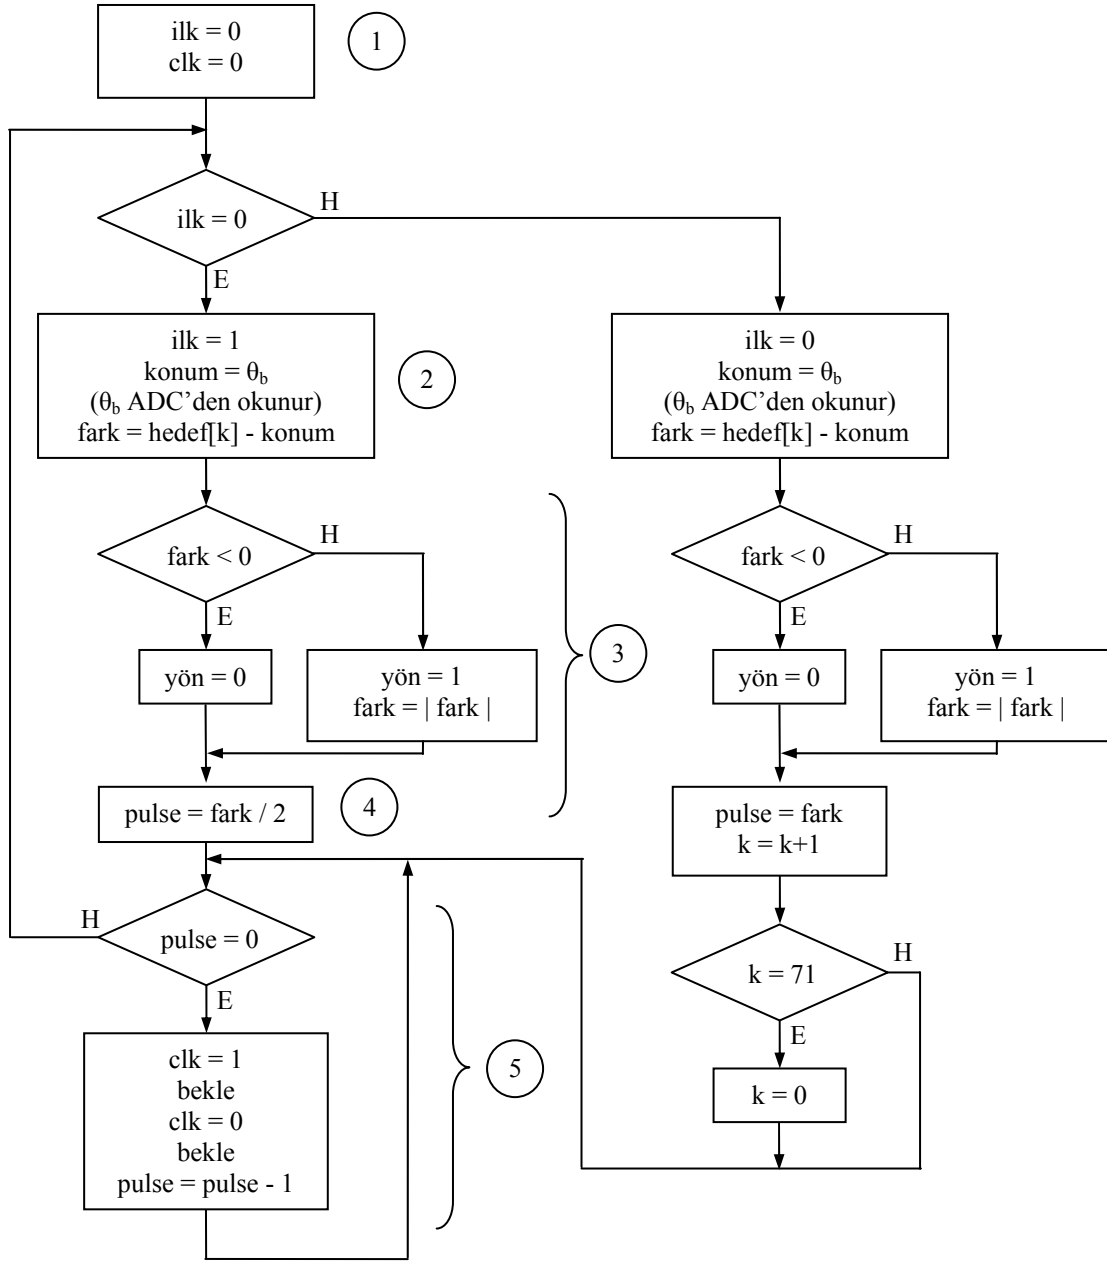 ilk = 0
clk = 0
1
ilk = 0
H
E
ilk = 1
konum = θb
(θb ADC’den okunur)
fark = hedef[k] - konum
2
ilk = 0
konum = θb
(θb ADC’den okunur)
fark = hedef[k] - konum
fark < 0
H
E
yön = 0
yön = 1
fark = | fark |
3
pulse = fark / 2
4
fark < 0
H
E
yön = 0
yön = 1
fark = | fark |
pulse = fark
k = k+1
k = 71
H
E
k = 0
pulse = 0
H
E
clk = 1
bekle
clk = 0
bekle
pulse = pulse - 1
5